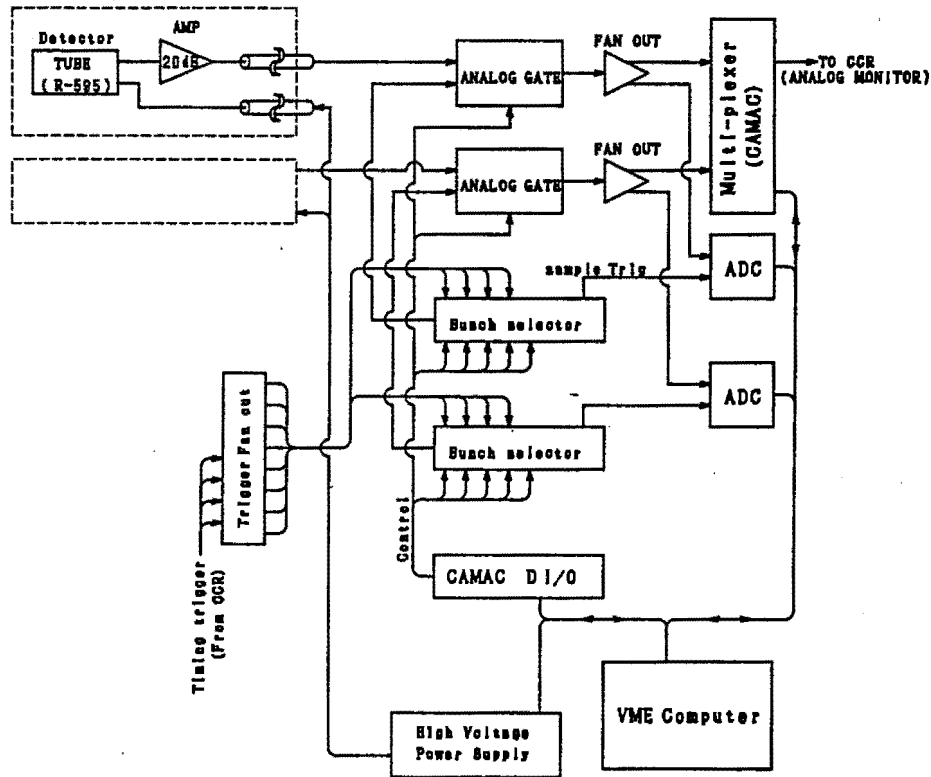 AMP
Detector
TUBE
(R-595)
20dB
ANALOG GATE
FAN OUT
Multi-plexer
(CAMAC)
TO CCR
(ANALOG MONITOR)
ANALOG GATE
FAN OUT
sample Trig
ADC
Bunch selector
ADC
Bunch selector
Trigger Fan out
Control
CAMAC D I/O
Timing trigger
(From CCR)
High Voltage
Power Supply
VME Computer